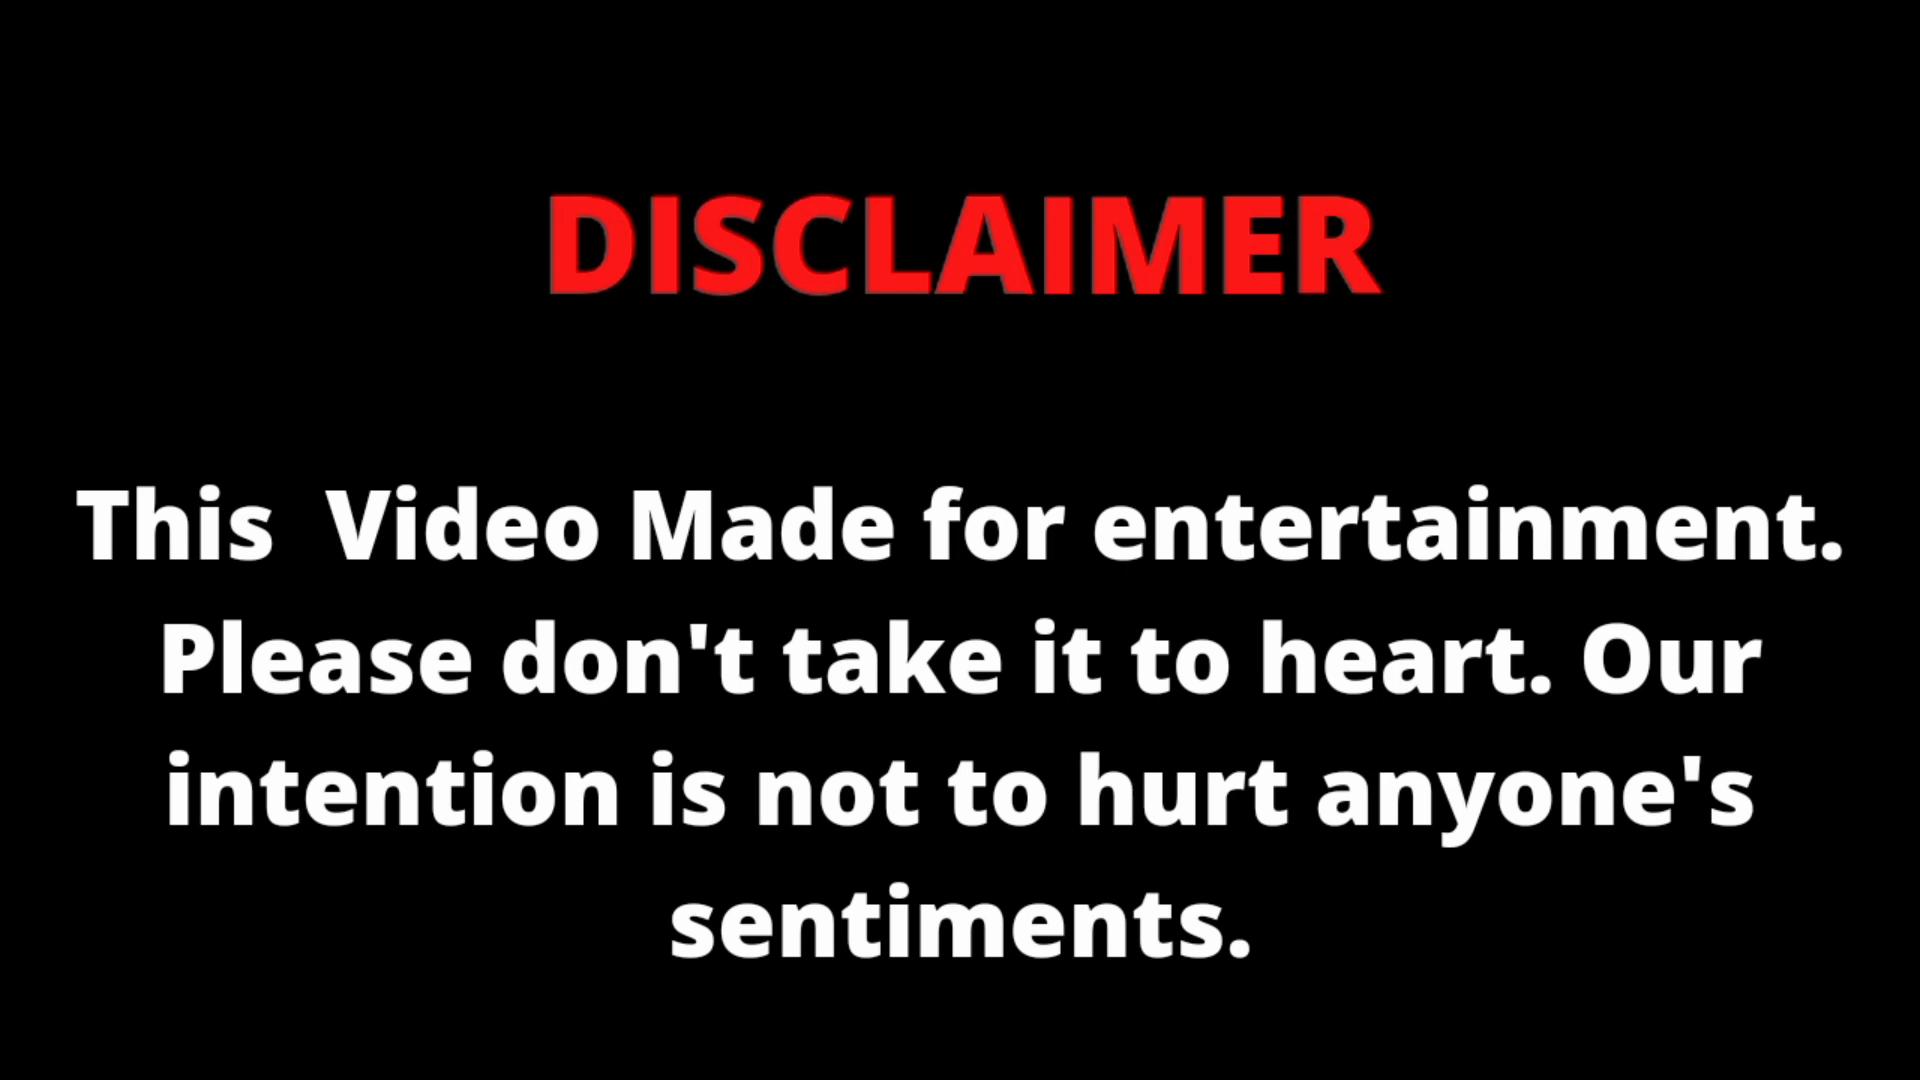 DISCLAIMER
This  Video Made for entertainment.
Please don't take it to heart. Our
intention is not to hurt anyone's
sentiments.